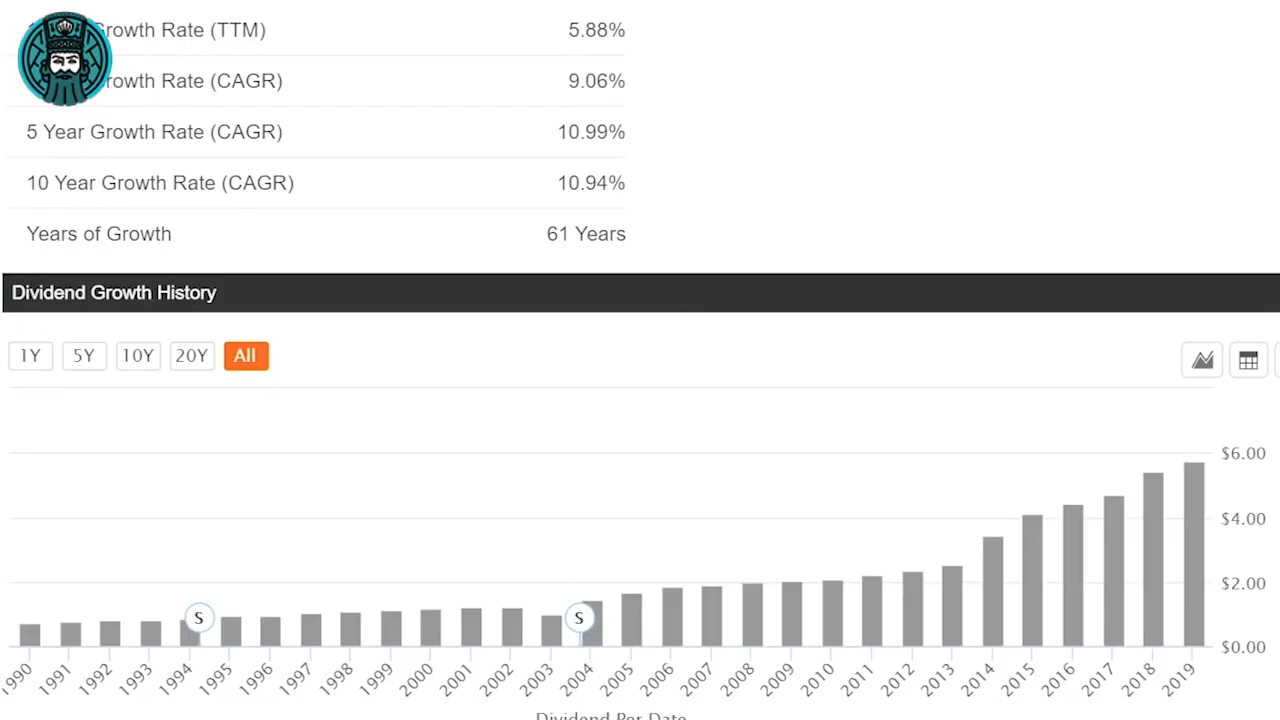 Growth Rate (TTM) 5.88%
Growth Rate (CAGR) 9.06%
5 Year Growth Rate (CAGR) 10.99%
10 Year Growth Rate (CAGR) 10.94%
Years of Growth 61 Years
Dividend Growth History
1Y 5Y 10Y 20Y All
$6.00
$4.00
$2.00
S S
$0.00
1990 1991 1992 1993 1994 1995 1996 1997 1998 1999 2000 2001 2002 2003 2004 2005 2006 2007 2008 2009 2010 2011 2012 2013 2014 2015 2016 2017 2018 2019
Dividend Per Date